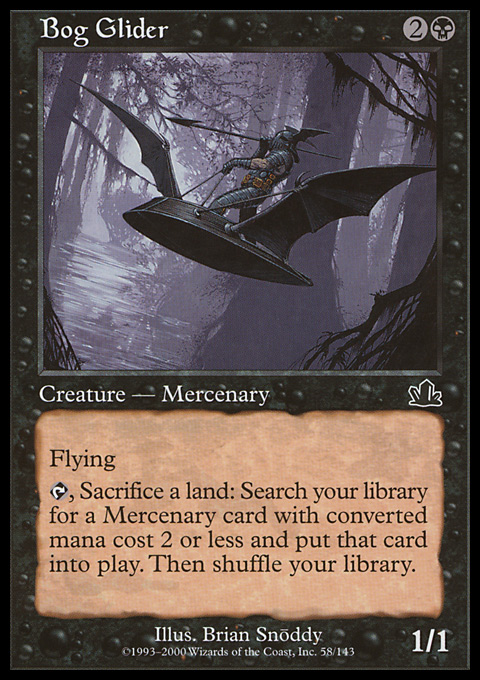 Bog Glider 2
Creature — Mercenary
Flying
, Sacrifice a land: Search your library
for a Mercenary card with converted
mana cost 2 or less and put that card
into play. Then shuffle your library.
Illus. Brian Snōddy
©1993–2000 Wizards of the Coast, Inc. 58/143
1/1